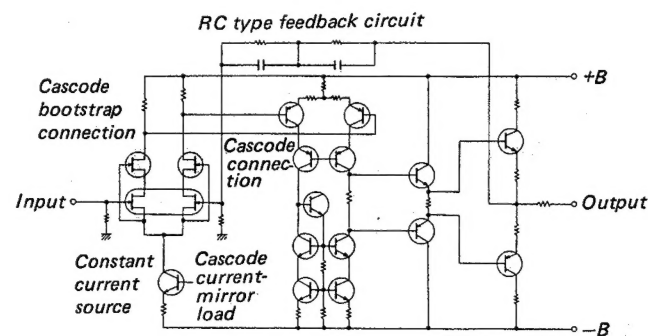 RC type feedback circuit
+B
Cascode
bootstrap
connection
Cascode
connec-
tion
Input
Output
Constant
current
source
Cascode
current-
mirror
load
−B